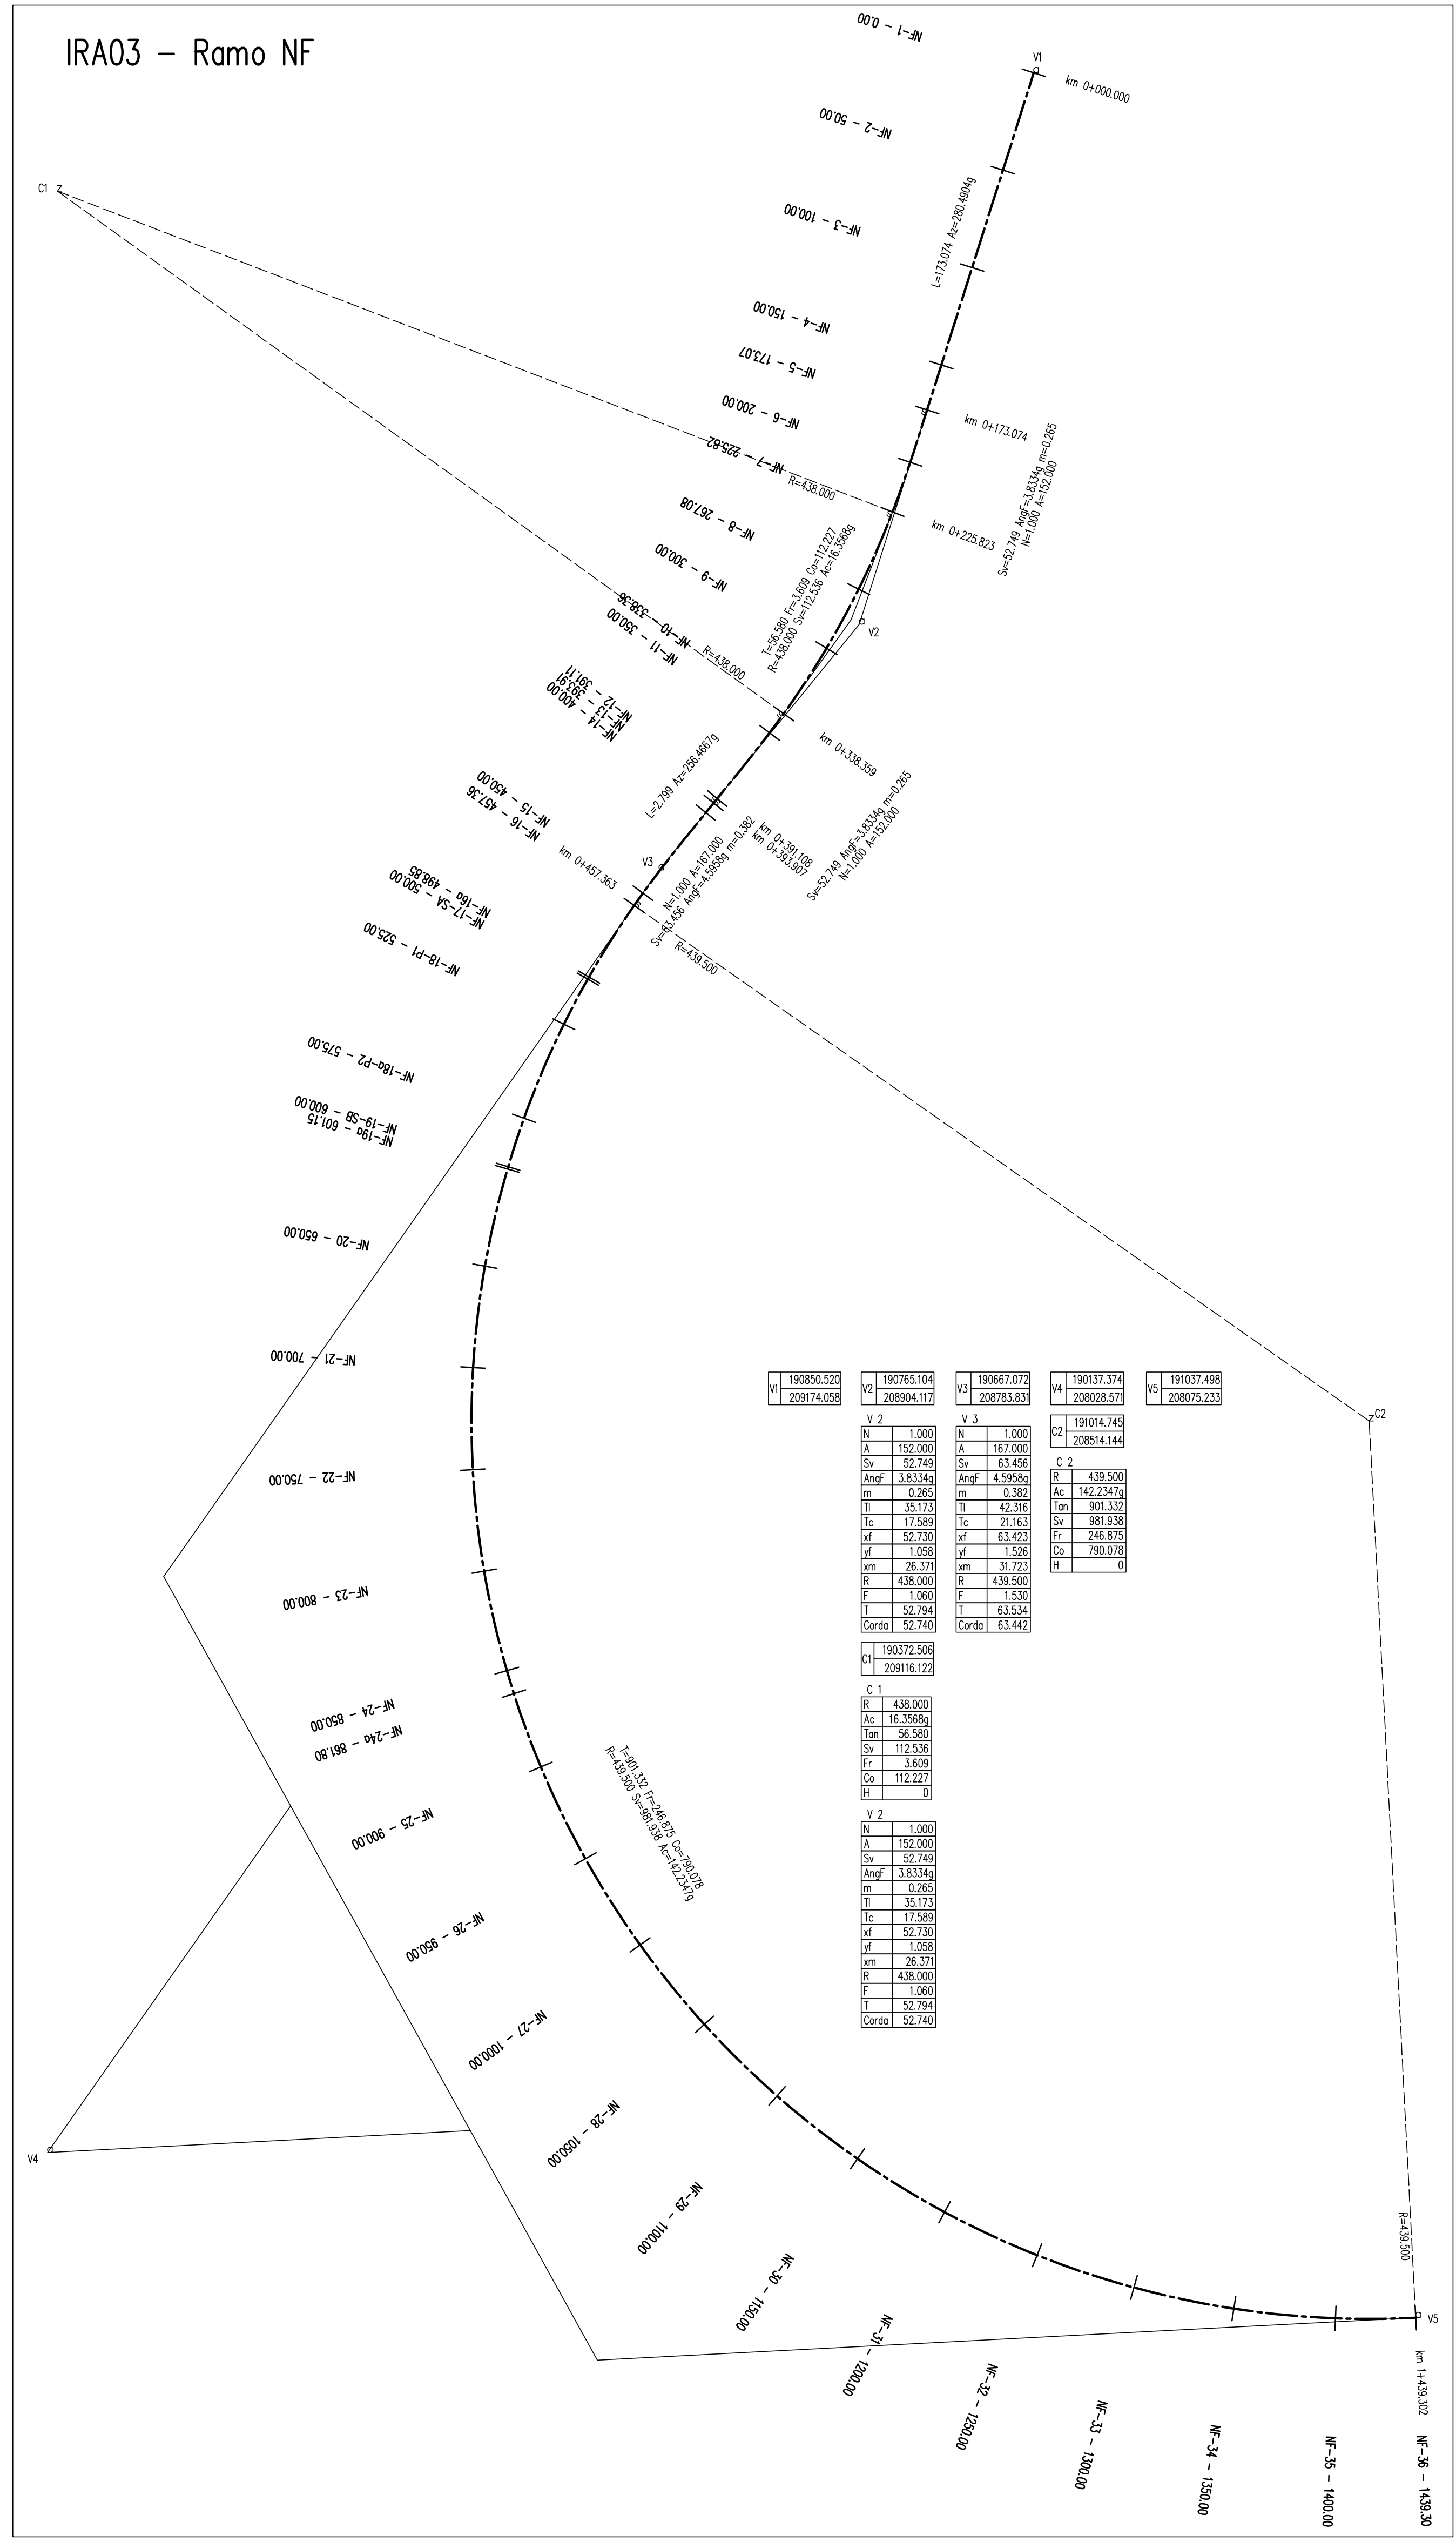 IRA03 - Ramo NF
NF-1 - 0.00
V1
km 0+000.000
NF-2 - 50.00
C1
L=173.074 Az=280.4904g
NF-3 - 100.00
NF-4 - 150.00
NF-5 - 173.07
NF-6 - 200.00
km 0+173.074
NF-7 - 225.82
R=438.000
Sv=52.749 AngF=3.8334g m=0.265
N=1.000 A=152.000
km 0+225.823
NF-8 - 267.08
T=56.580 Fr=3.609 Co=112.227
R=438.000 Sv=112.536 Ac=16.3568g
NF-9 - 300.00
V2
NF-10 - 338.36
NF-11 - 350.00
R=438.000
NF-12 - 391.11
NF-13 - 393.91
NF-14 - 400.00
km 0+338.359
L=2.799 Az=256.4667g
Sv=52.749 AngF=3.8334g m=0.265
N=1.000 A=152.000
NF-15 - 450.00
NF-16 - 457.36
km 0+391.108
km 0+393.907
km 0+457.363
V3
N=1.000 A=167.000
Sv=63.456 AngF=4.5958g m=0.382
NF-16a - 498.85
NF-17-SA - 500.00
R=439.500
NF-18-P1 - 525.00
NF-18a-P2 - 575.00
NF-19-SB - 600.00
NF-19a - 601.15
NF-20 - 650.00
NF-21 - 700.00
V1 190850.520
209174.058
V2 190765.104
208904.117
V3 190667.072
208783.831
V4 190137.374
208028.571
V5 191037.498
208075.233
C2
V 2
N 1.000
A 152.000
Sv 52.749
AngF 3.8334g
m 0.265
Tl 35.173
Tc 17.589
xf 52.730
yf 1.058
xm 26.371
R 438.000
F 1.060
T 52.794
Corda 52.740
V 3
N 1.000
A 167.000
Sv 63.456
AngF 4.5958g
m 0.382
Tl 42.316
Tc 21.163
xf 63.423
yf 1.526
xm 31.723
R 439.500
F 1.530
T 63.534
Corda 63.442
C2 191014.745
208514.144
C 2
R 439.500
Ac 142.2347g
Tan 901.332
Sv 981.938
Fr 246.875
Co 790.078
H 0
C1 190372.506
209116.122
C 1
R 438.000
Ac 16.3568g
Tan 56.580
Sv 112.536
Fr 3.609
Co 112.227
H 0
V 2
N 1.000
A 152.000
Sv 52.749
AngF 3.8334g
m 0.265
Tl 35.173
Tc 17.589
xf 52.730
yf 1.058
xm 26.371
R 438.000
F 1.060
T 52.794
Corda 52.740
NF-22 - 750.00
NF-23 - 800.00
NF-24 - 850.00
NF-24a - 861.80
T=901.332 Fr=246.875 Co=790.078
R=439.500 Sv=981.938 Ac=142.2347g
NF-25 - 900.00
NF-26 - 950.00
NF-27 - 1000.00
NF-28 - 1050.00
V4
NF-29 - 1100.00
R=439.500
NF-30 - 1150.00
V5
NF-31 - 1200.00
km 1+439.302
NF-32 - 1250.00
NF-33 - 1300.00
NF-34 - 1350.00
NF-35 - 1400.00
NF-36 - 1439.30